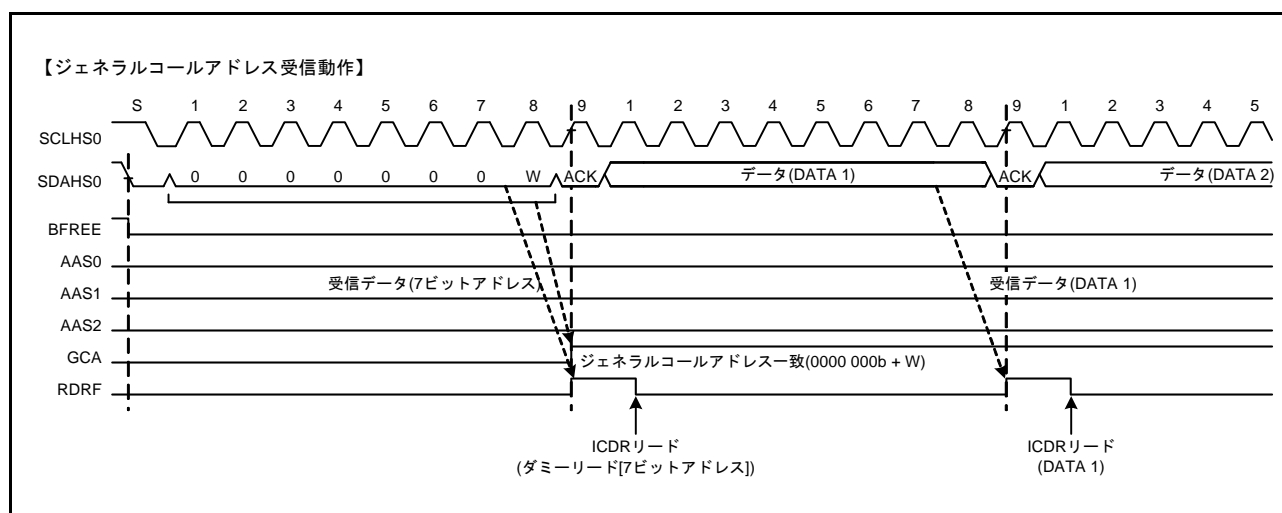 【ジェネラルコールアドレス受信動作】
S 1 2 3 4 5 6 7 8 9 1 2 3 4 5 6 7 8 9 1 2 3 4 5
SCLHS0
SDAHS0 0 0 0 0 0 0 0 W ACK データ(DATA 1) ACK データ(DATA 2)
BFREE
AAS0
受信データ(7ビットアドレス) 受信データ(DATA 1)
AAS1
AAS2
GCA ジェネラルコールアドレス一致(0000 000b + W)
RDRF
ICDRリード ICDRリード
(ダミーリード[7ビットアドレス]) (DATA 1)